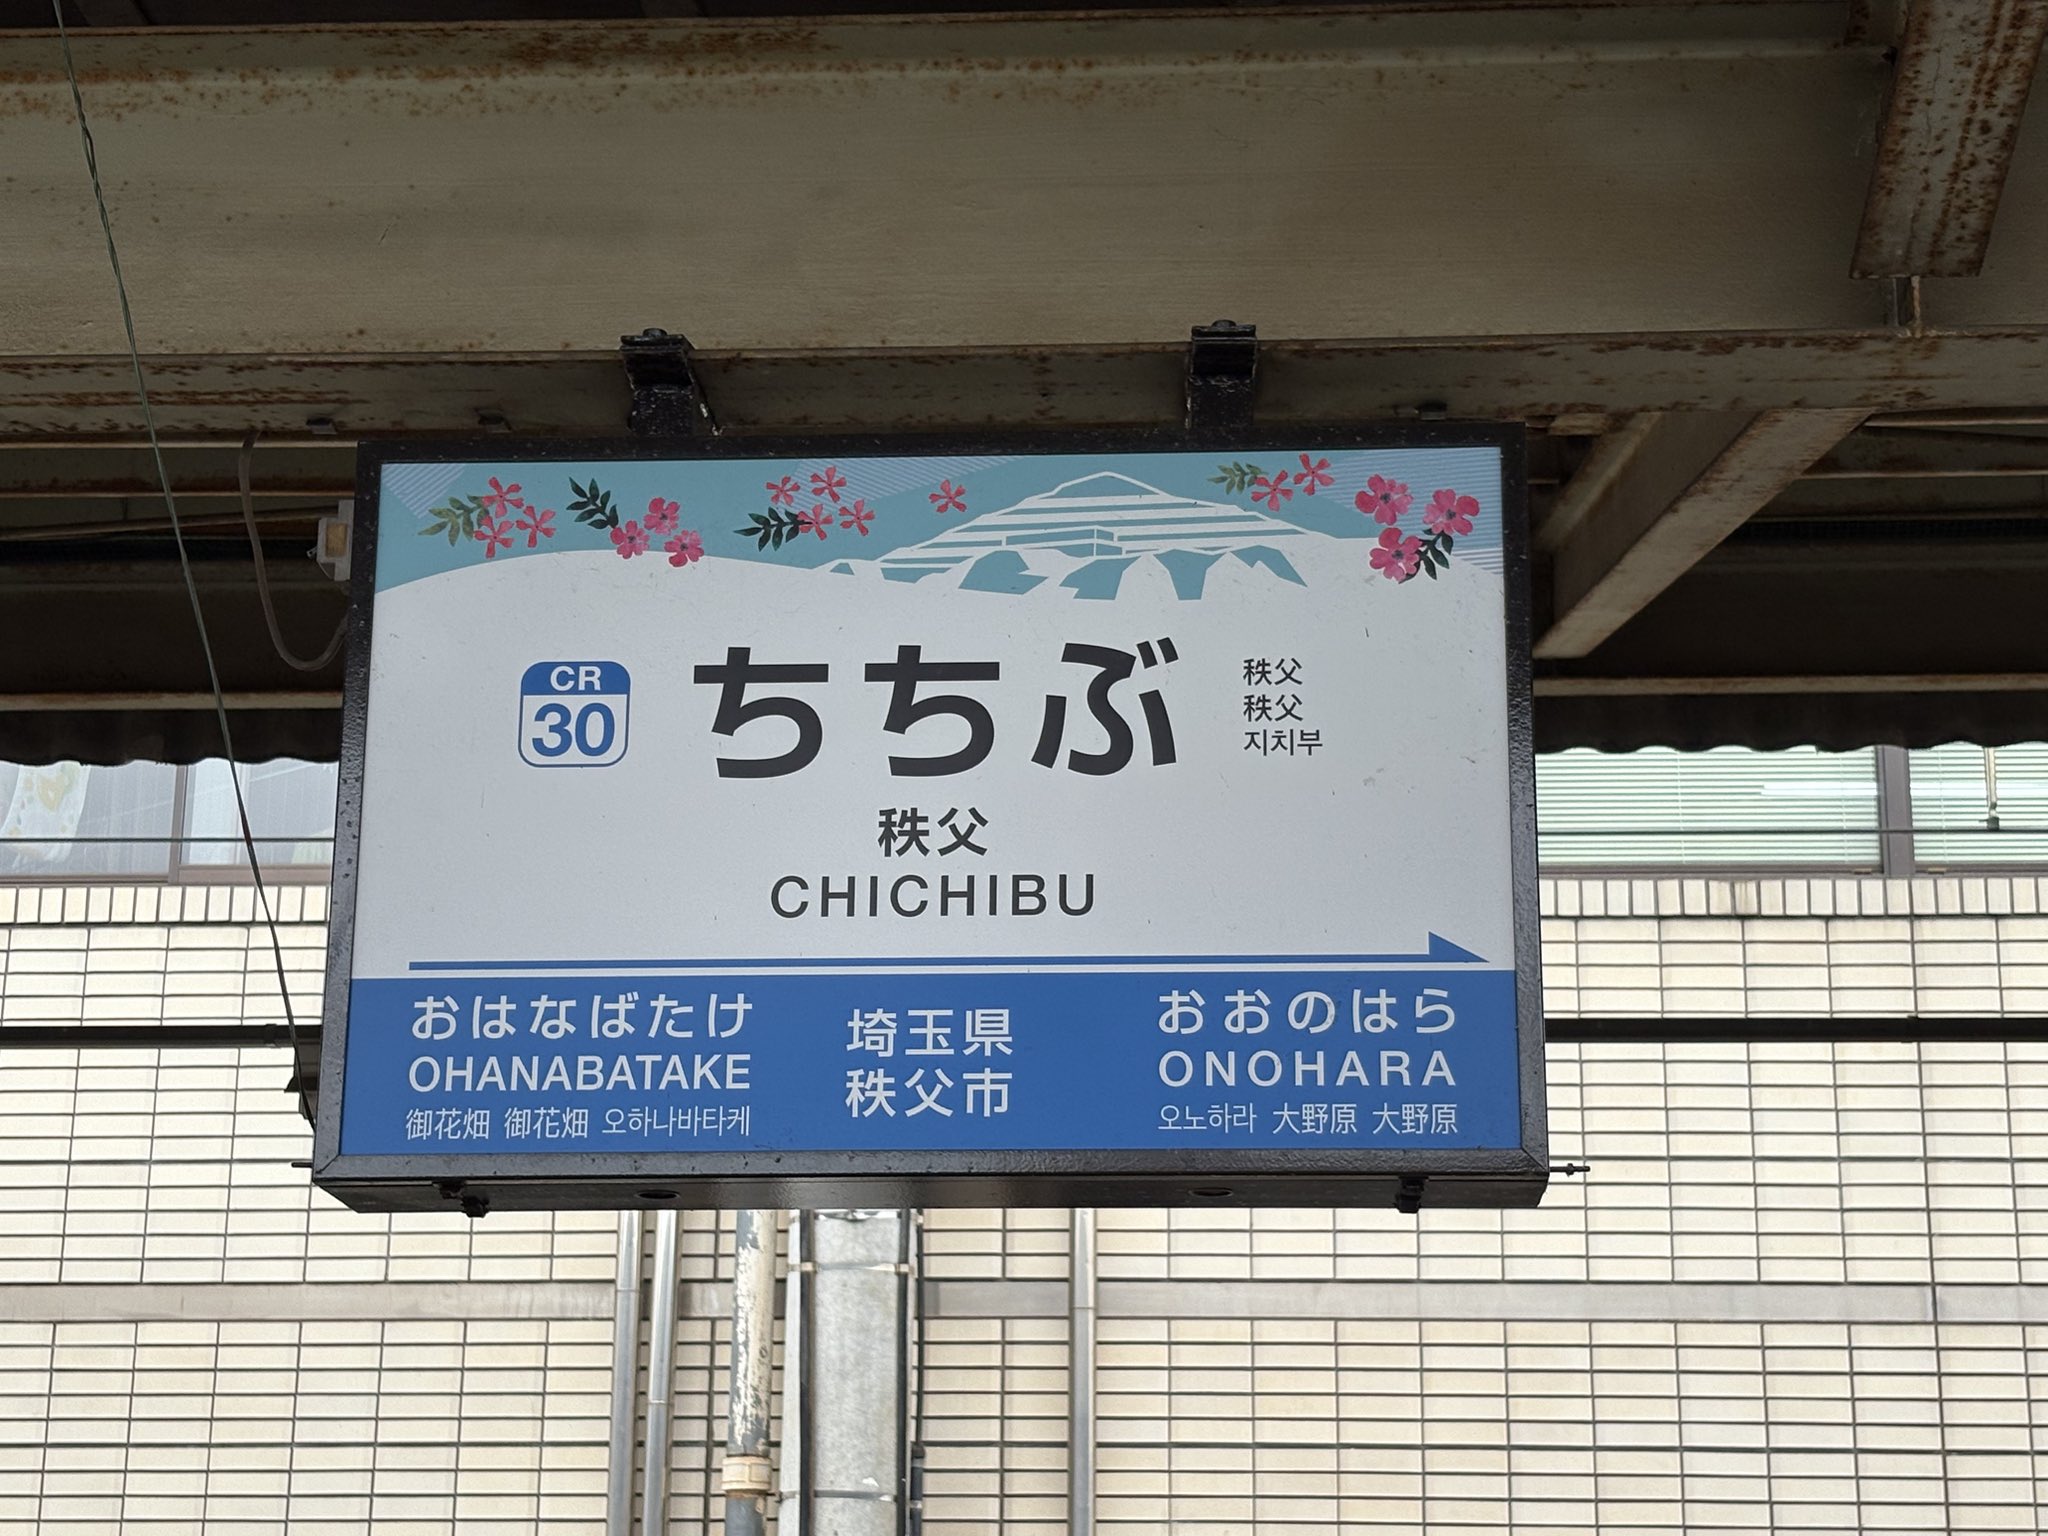 CR
30
ちちぶ
秩父
秩父
지치부
秩父
CHICHIBU
おはなばたけ
OHANABATAKE
御花畑 御花畑 오하나바타케
埼玉県
秩父市
おおのはら
ONOHARA
오노하라 大野原 大野原